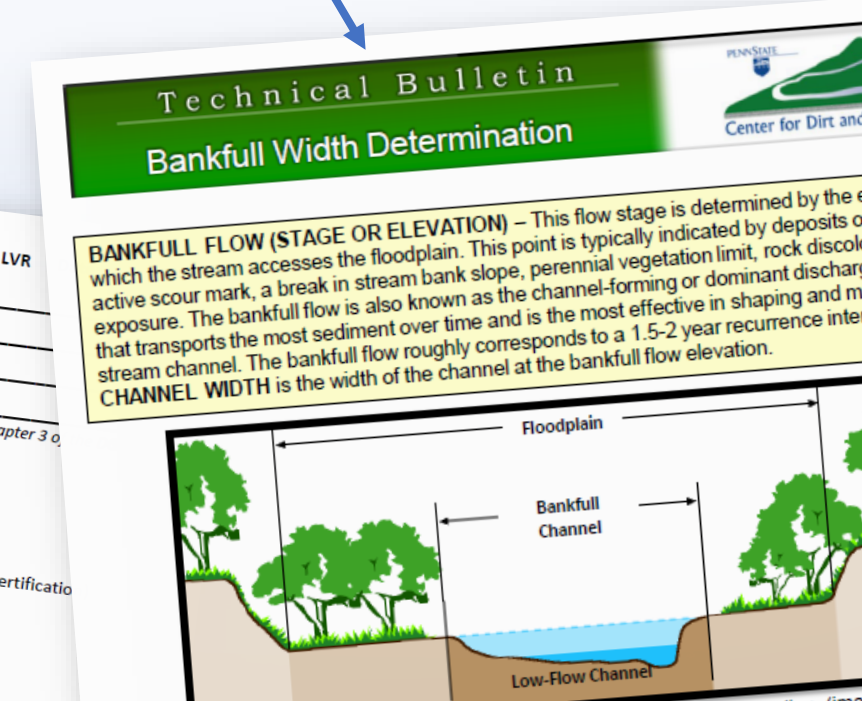 Technical Bulletin
Bankfull Width Determination
PENNSTATE
Center for Dirt and
BANKFULL FLOW (STAGE OR ELEVATION) – This flow stage is determined by the
which the stream accesses the floodplain. This point is typically indicated by deposits
active scour mark, a break in stream bank slope, perennial vegetation limit, rock
exposure. The bankfull flow is also known as the channel-forming or dominant
that transports the most sediment over time and is the most effective in shaping and
stream channel. The bankfull flow roughly corresponds to a 1.5-2 year recurrence
CHANNEL WIDTH is the width of the channel at the bankfull flow elevation.
Floodplain
Bankfull
Channel
Low-Flow Channel
LVR
3